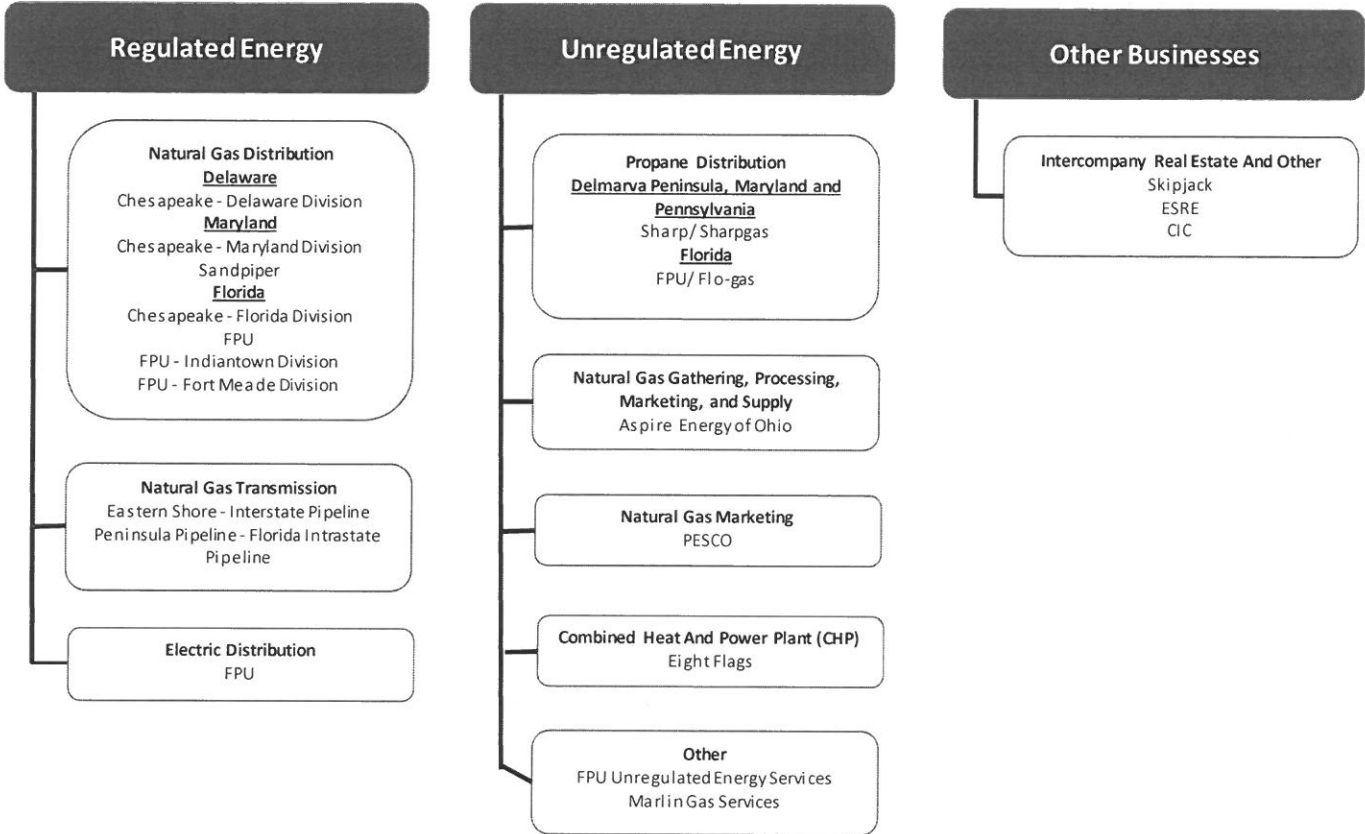 Regulated Energy
Natural Gas Distribution
Delaware
Chesapeake - Delaware Division
Maryland
Chesapeake - Maryland Division
Sandpiper
Florida
Chesapeake - Florida Division
FPU
FPU - Indiantown Division
FPU - Fort Meade Division
Natural Gas Transmission
Eastern Shore - Interstate Pipeline
Peninsula Pipeline - Florida Intrastate
Pipeline
Electric Distribution
FPU
Unregulated Energy
Propane Distribution
Delmarva Peninsula, Maryland and
Pennsylvania
Sharp/ Sharpgas
Florida
FPU/ Flo-gas
Natural Gas Gathering, Processing,
Marketing, and Supply
Aspire Energy of Ohio
Natural Gas Marketing
PESCO
Combined Heat And Power Plant (CHP)
Eight Flags
Other
FPU Unregulated Energy Services
Marlin Gas Services
Other Businesses
Intercompany Real Estate And Other
Skipjack
ESRE
CIC